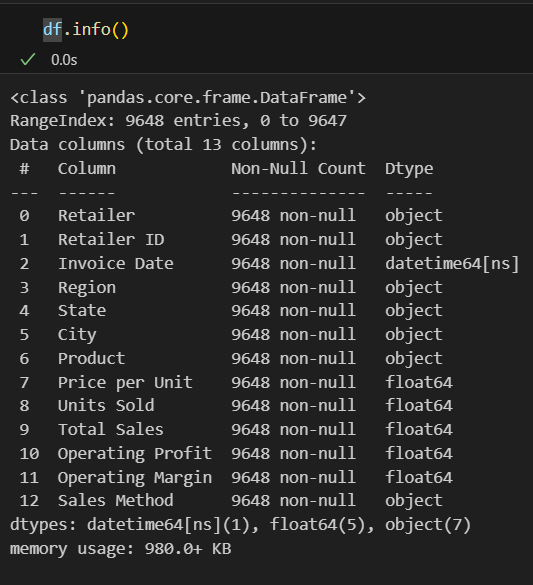 df.info()
0.0s
<class 'pandas.core.frame.DataFrame'>
RangeIndex: 9648 entries, 0 to 9647
Data columns (total 13 columns):
 #   Column            Non-Null Count  Dtype
---  ------            --------------  -----
 0   Retailer          9648 non-null   object
 1   Retailer ID       9648 non-null   object
 2   Invoice Date      9648 non-null   datetime64[ns]
 3   Region            9648 non-null   object
 4   State             9648 non-null   object
 5   City              9648 non-null   object
 6   Product           9648 non-null   object
 7   Price per Unit    9648 non-null   float64
 8   Units Sold        9648 non-null   float64
 9   Total Sales       9648 non-null   float64
 10  Operating Profit  9648 non-null   float64
 11  Operating Margin  9648 non-null   float64
 12  Sales Method      9648 non-null   object
dtypes: datetime64[ns](1), float64(5), object(7)
memory usage: 980.0+ KB